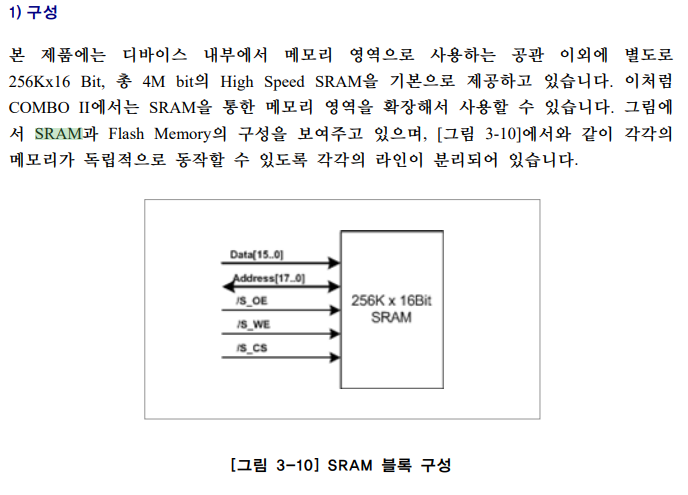 1) 구성
본 제품에는 디바이스 내부에서 메모리 영역으로 사용하는 공관 이외에 별도로
256Kx16 Bit, 총 4M bit의 High Speed SRAM을 기본으로 제공하고 있습니다. 이처럼
COMBO II에서는 SRAM을 통한 메모리 영역을 확장해서 사용할 수 있습니다. 그림에
서 SRAM과 Flash Memory의 구성을 보여주고 있으며, [그림 3-10]에서와 같이 각각의
메모리가 독립적으로 동작할 수 있도록 각각의 라인이 분리되어 있습니다.
Data[15..0]
Address[17..0]
/S_OE
/S_WE
/S_CS
256K x 16Bit
SRAM
[그림 3-10] SRAM 블록 구성